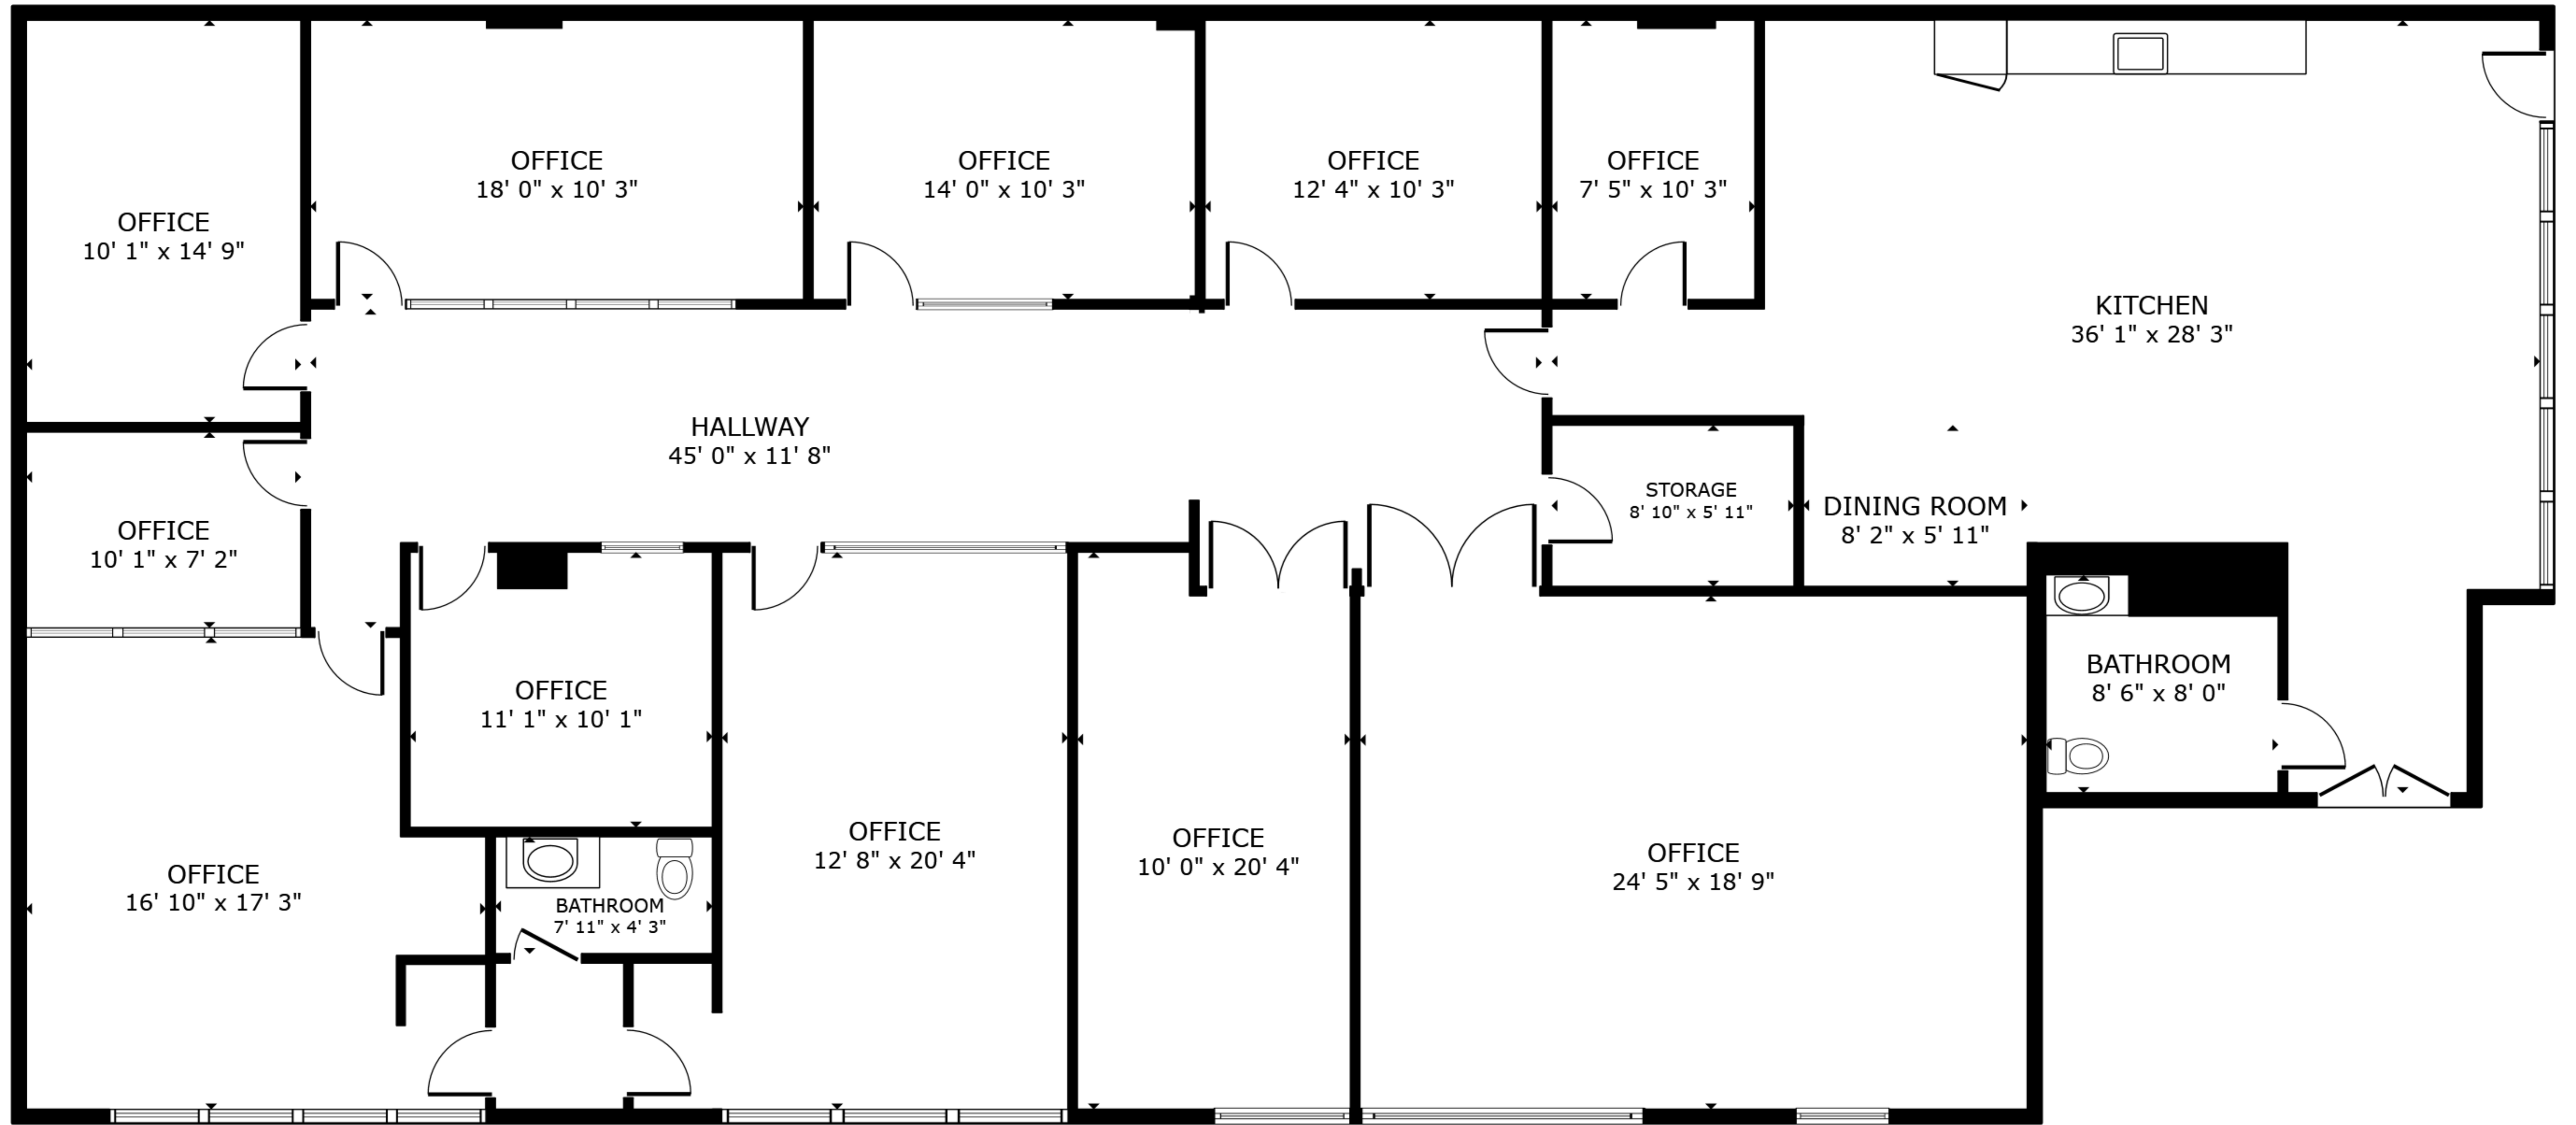 OFFICE
18' 0" x 10' 3"
OFFICE
14' 0" x 10' 3"
OFFICE
12' 4" x 10' 3"
OFFICE
7' 5" x 10' 3"
OFFICE
10' 1" x 14' 9"
KITCHEN
36' 1" x 28' 3"
HALLWAY
45' 0" x 11' 8"
STORAGE
8' 10" x 5' 11"
DINING ROOM
8' 2" x 5' 11"
OFFICE
10' 1" x 7' 2"
OFFICE
11' 1" x 10' 1"
BATHROOM
8' 6" x 8' 0"
OFFICE
12' 8" x 20' 4"
OFFICE
10' 0" x 20' 4"
OFFICE
24' 5" x 18' 9"
OFFICE
16' 10" x 17' 3"
BATHROOM
7' 11" x 4' 3"